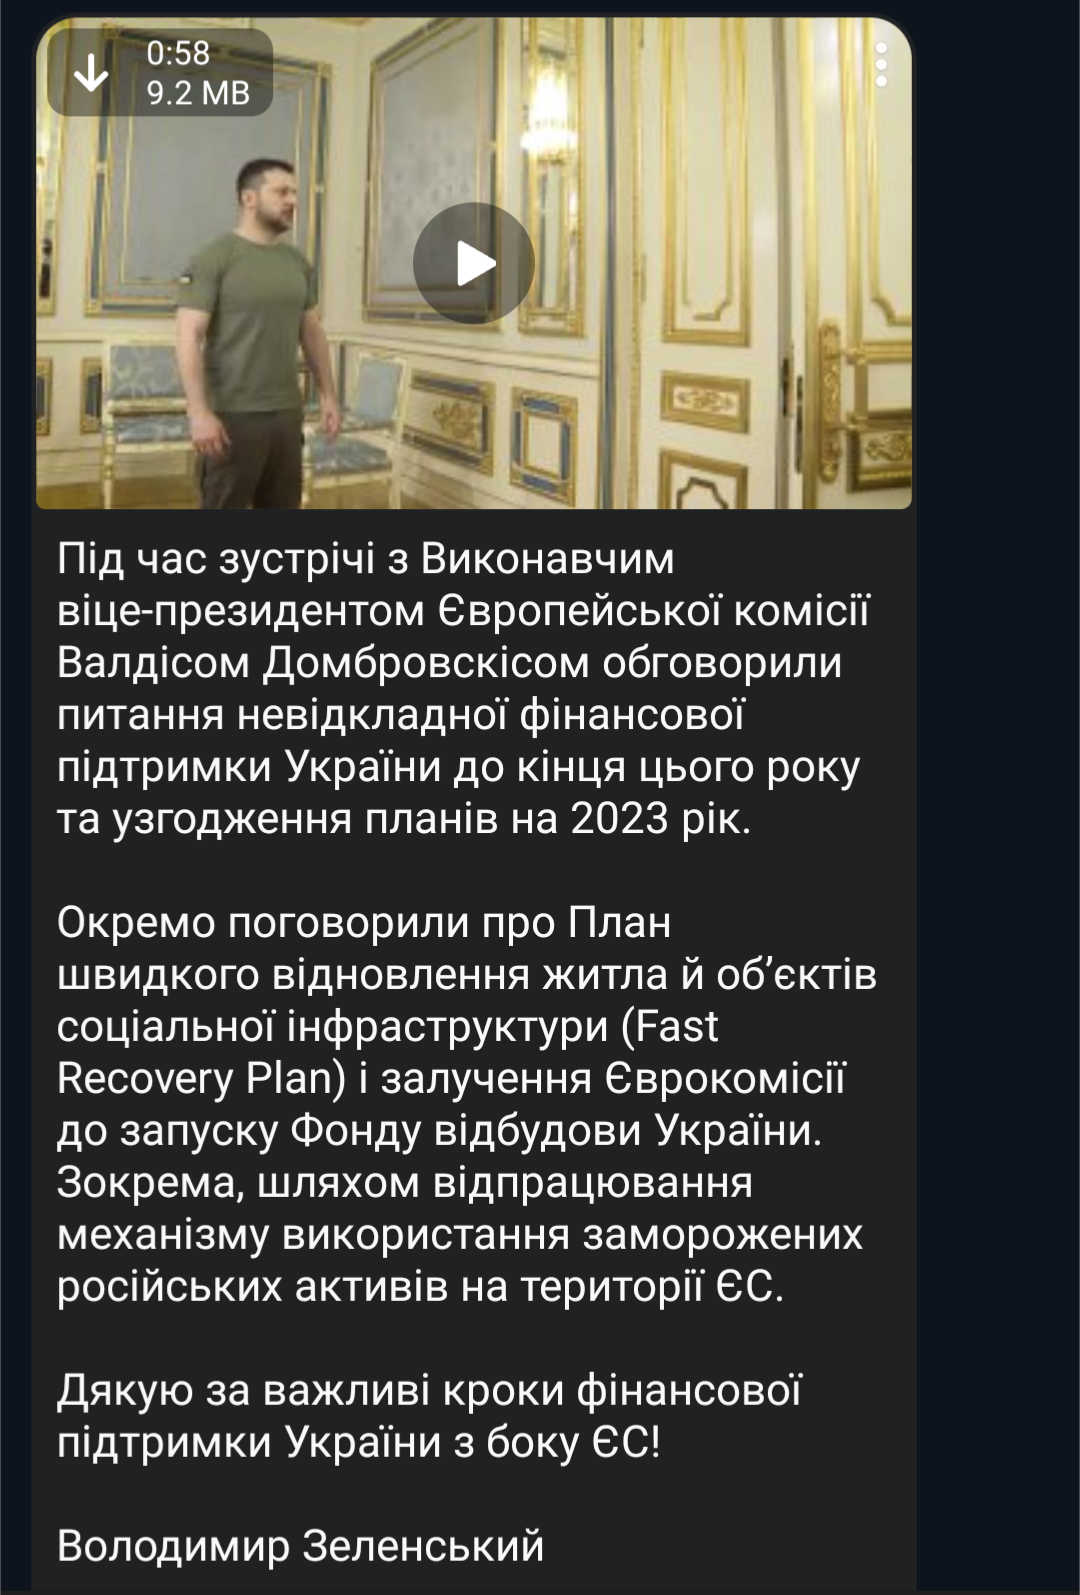 0:58
9.2 MB
Під час зустрічі з Виконавчим
віце-президентом Європейської комісії
Валдісом Домбровскісом обговорили
питання невідкладної фінансової
підтримки України до кінця цього року
та узгодження планів на 2023 рік.
Окремо поговорили про План
швидкого відновлення житла й об’єктів
соціальної інфраструктури (Fast
Recovery Plan) і залучення Єврокомісії
до запуску Фонду відбудови України.
Зокрема, шляхом відпрацювання
механізму використання заморожених
російських активів на території ЄС.
Дякую за важливі кроки фінансової
підтримки України з боку ЄС!
Володимир Зеленський